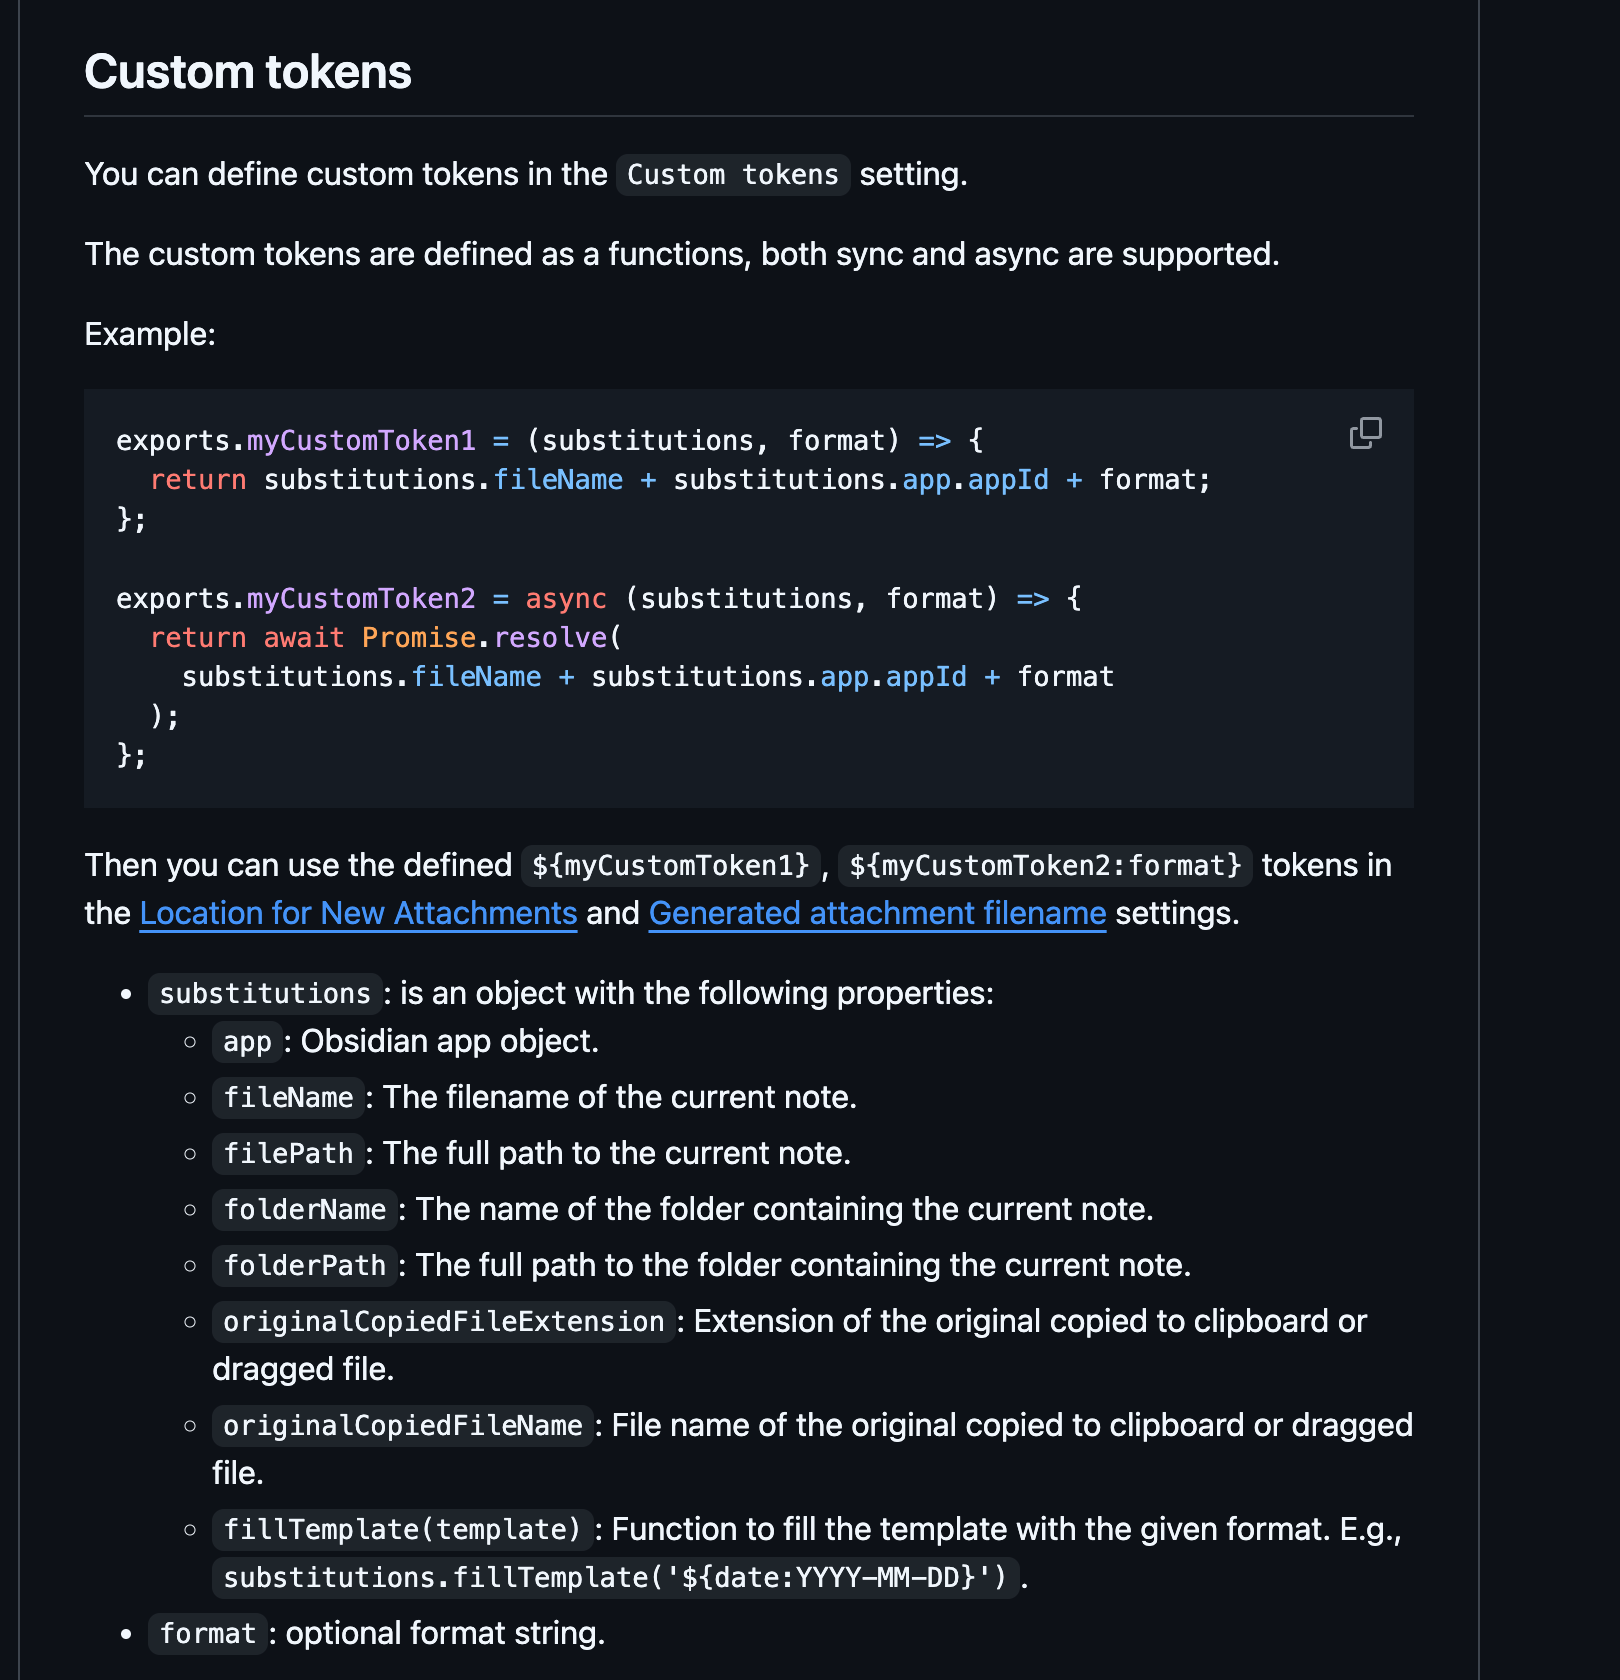 Custom tokens
You can define custom tokens in the Custom tokens setting.
The custom tokens are defined as a functions, both sync and async are supported.
Example:
exports.myCustomToken1 = (substitutions, format) => {
  return substitutions.fileName + substitutions.app.appId + format;
};
exports.myCustomToken2 = async (substitutions, format) => {
  return await Promise.resolve(
    substitutions.fileName + substitutions.app.appId + format
  );
};
Then you can use the defined ${myCustomToken1}, ${myCustomToken2:format} tokens in
the Location for New Attachments and Generated attachment filename settings.
• substitutions: is an object with the following properties:
◦ app: Obsidian app object.
◦ fileName: The filename of the current note.
◦ filePath: The full path to the current note.
◦ folderName: The name of the folder containing the current note.
◦ folderPath: The full path to the folder containing the current note.
◦ originalCopiedFileExtension: Extension of the original copied to clipboard or
dragged file.
◦ originalCopiedFileName: File name of the original copied to clipboard or dragged
file.
◦ fillTemplate(template): Function to fill the template with the given format. E.g.,
substitutions.fillTemplate('${date:YYYY-MM-DD}').
• format: optional format string.